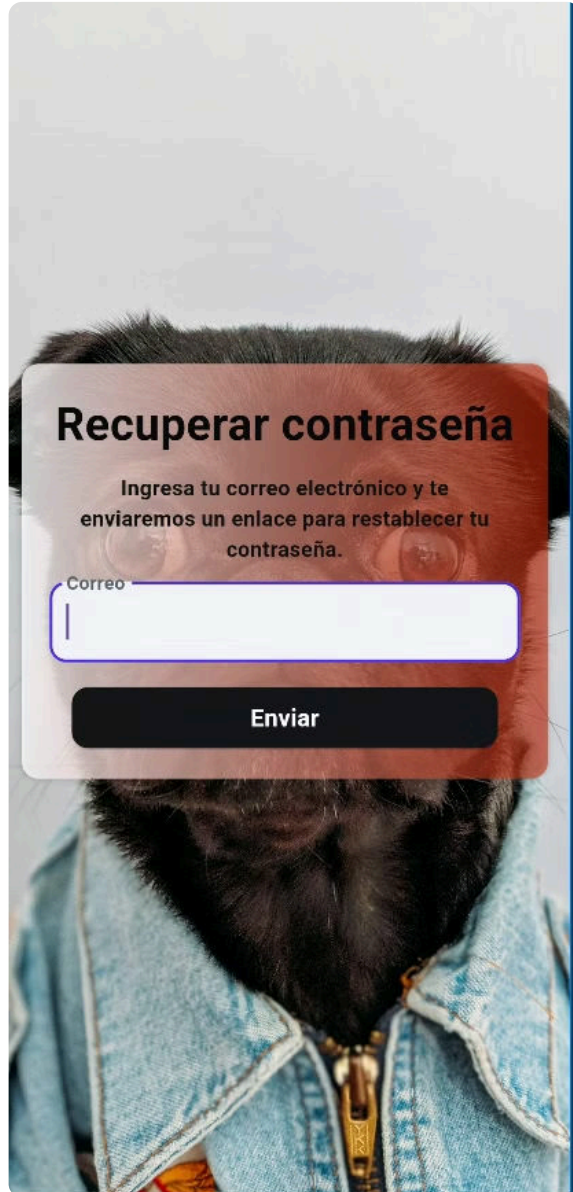 Recuperar contraseña
Ingresa tu correo electrónico y te
enviaremos un enlace para restablecer tu
contraseña.
Correo
Enviar